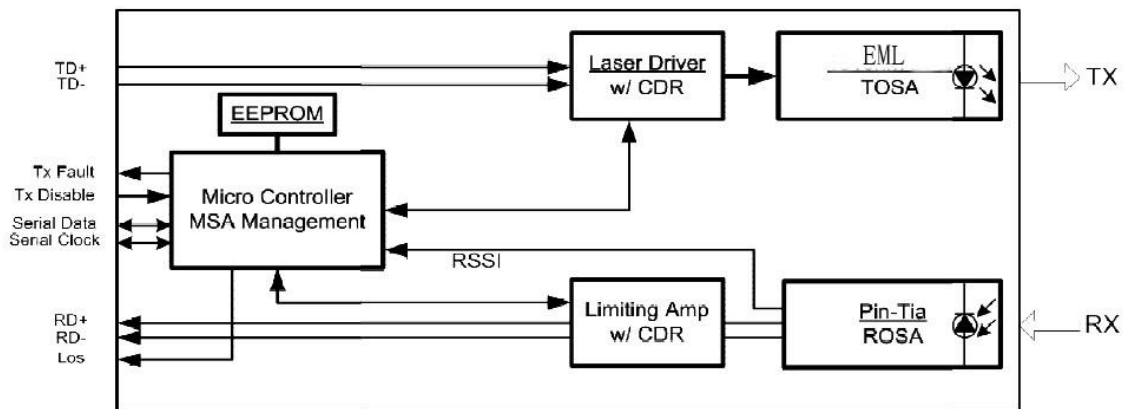 TD+
TD-
Laser Driver
w/ CDR
EML
TOSA
TX
EEPROM
Tx Fault
Tx Disable
Serial Data
Serial Clock
Micro Controller
MSA Management
RSSI
RD+
RD-
Los
Limiting Amp
w/ CDR
Pin-Tia
ROSA
RX